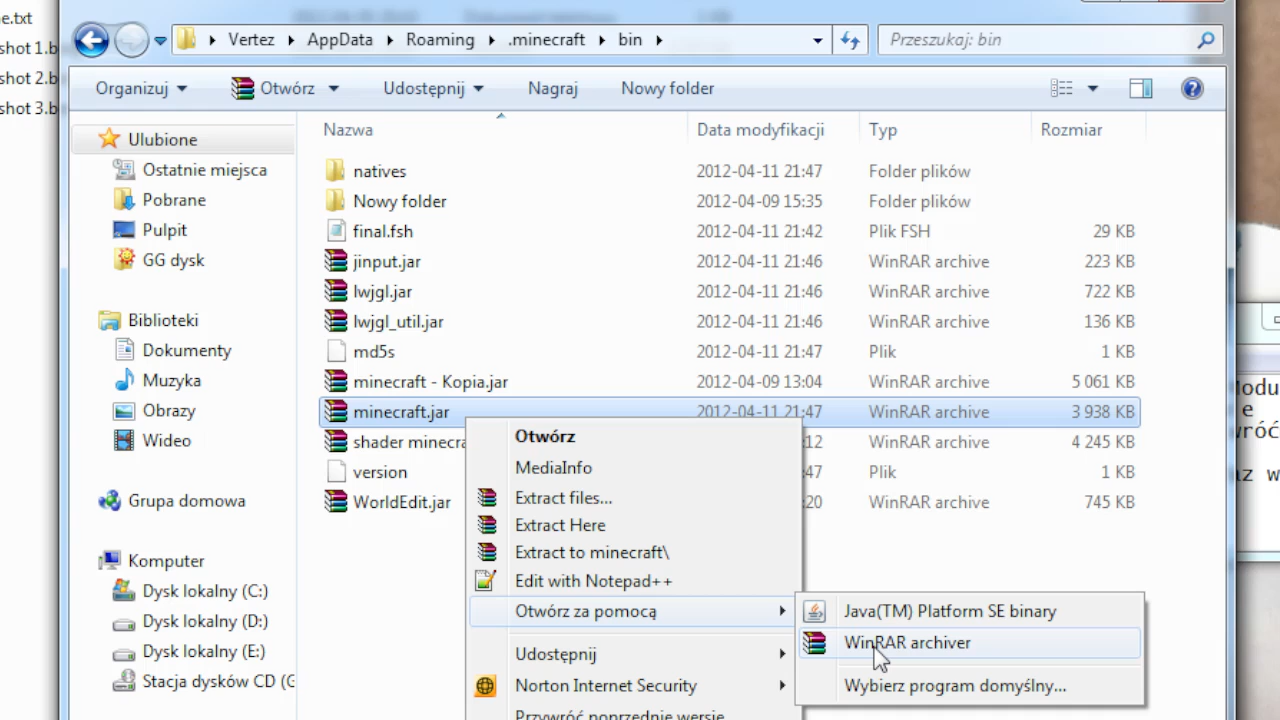 e.txt
shot 1.b
shot 2.b
shot 3.b
Vertez AppData Roaming .minecraft bin
Przeszukaj: bin
Organizuj Otwórz Udostępnij Nagraj Nowy folder
Nazwa Data modyfikacji Typ Rozmiar
Ulubione
Ostatnie miejsca
Pobrane
Pulpit
GG dysk
Biblioteki
Dokumenty
Muzyka
Obrazy
Wideo
Grupa domowa
Komputer
Dysk lokalny (C:)
Dysk lokalny (D:)
Dysk lokalny (E:)
Stacja dysków CD (G
natives 2012-04-11 21:47 Folder plików
Nowy folder 2012-04-09 15:35 Folder plików
final.fsh 2012-04-11 21:42 Plik FSH 29 KB
jinput.jar 2012-04-11 21:46 WinRAR archive 223 KB
lwjgl.jar 2012-04-11 21:46 WinRAR archive 722 KB
lwjgl_util.jar 2012-04-11 21:46 WinRAR archive 136 KB
md5s 2012-04-11 21:47 Plik 1 KB
minecraft - Kopia.jar 2012-04-09 13:04 WinRAR archive 5 061 KB
minecraft.jar 2012-04-11 21:47 WinRAR archive 3 938 KB
shader minecra :12 WinRAR archive 4 245 KB
version :47 Plik 1 KB
WorldEdit.jar :20 WinRAR archive 745 KB
Otwórz
MediaInfo
Extract files...
Extract Here
Extract to minecraft\
Edit with Notepad++
Otwórz za pomocą
Udostępnij
Norton Internet Security
Przywróć poprzednie wersje
Java(TM) Platform SE binary
WinRAR archiver
Wybierz program domyślny...
Modu
e
wróć
az w